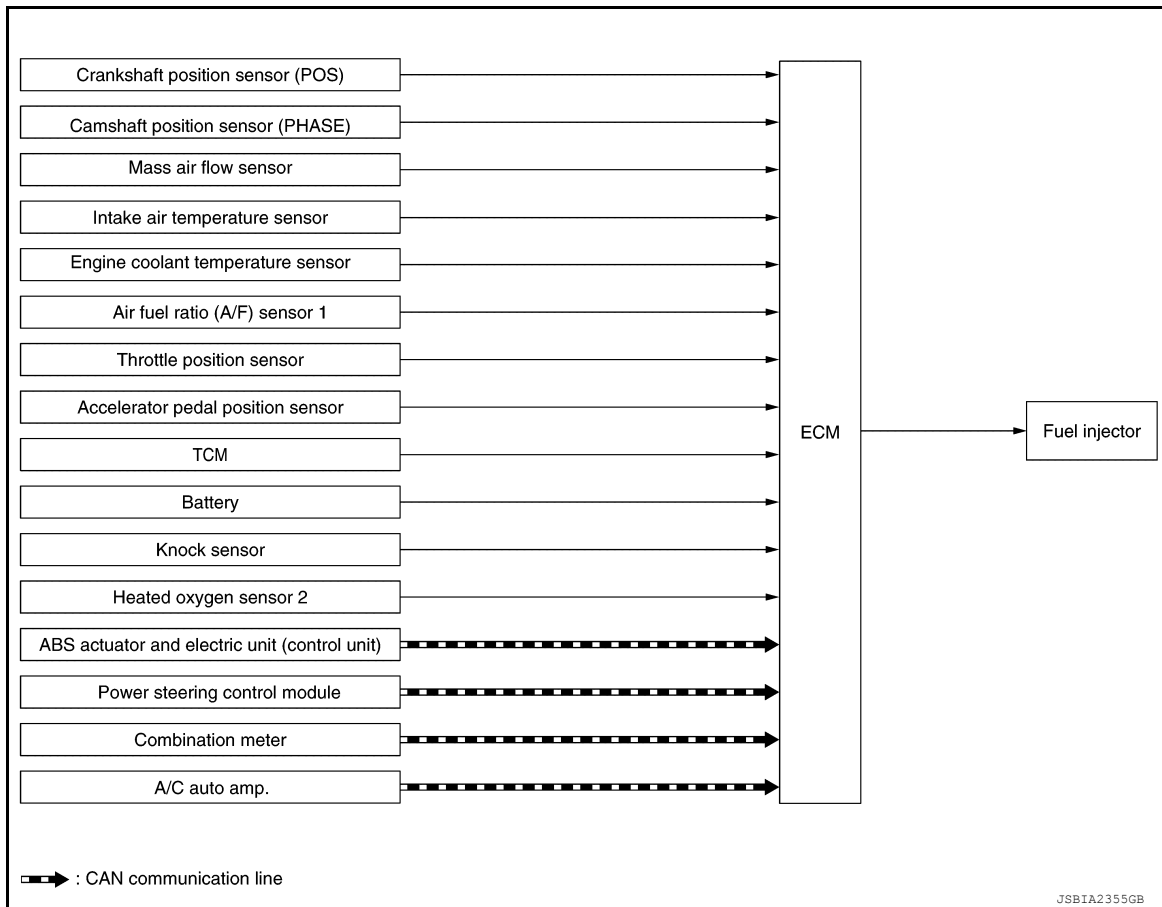 Crankshaft position sensor (POS)
Camshaft position sensor (PHASE)
Mass air flow sensor
Intake air temperature sensor
Engine coolant temperature sensor
Air fuel ratio (A/F) sensor 1
Throttle position sensor
Accelerator pedal position sensor
TCM
Battery
Knock sensor
Heated oxygen sensor 2
ABS actuator and electric unit (control unit)
Power steering control module
Combination meter
A/C auto amp.
ECM
Fuel injector
: CAN communication line
JSBIA2355GB